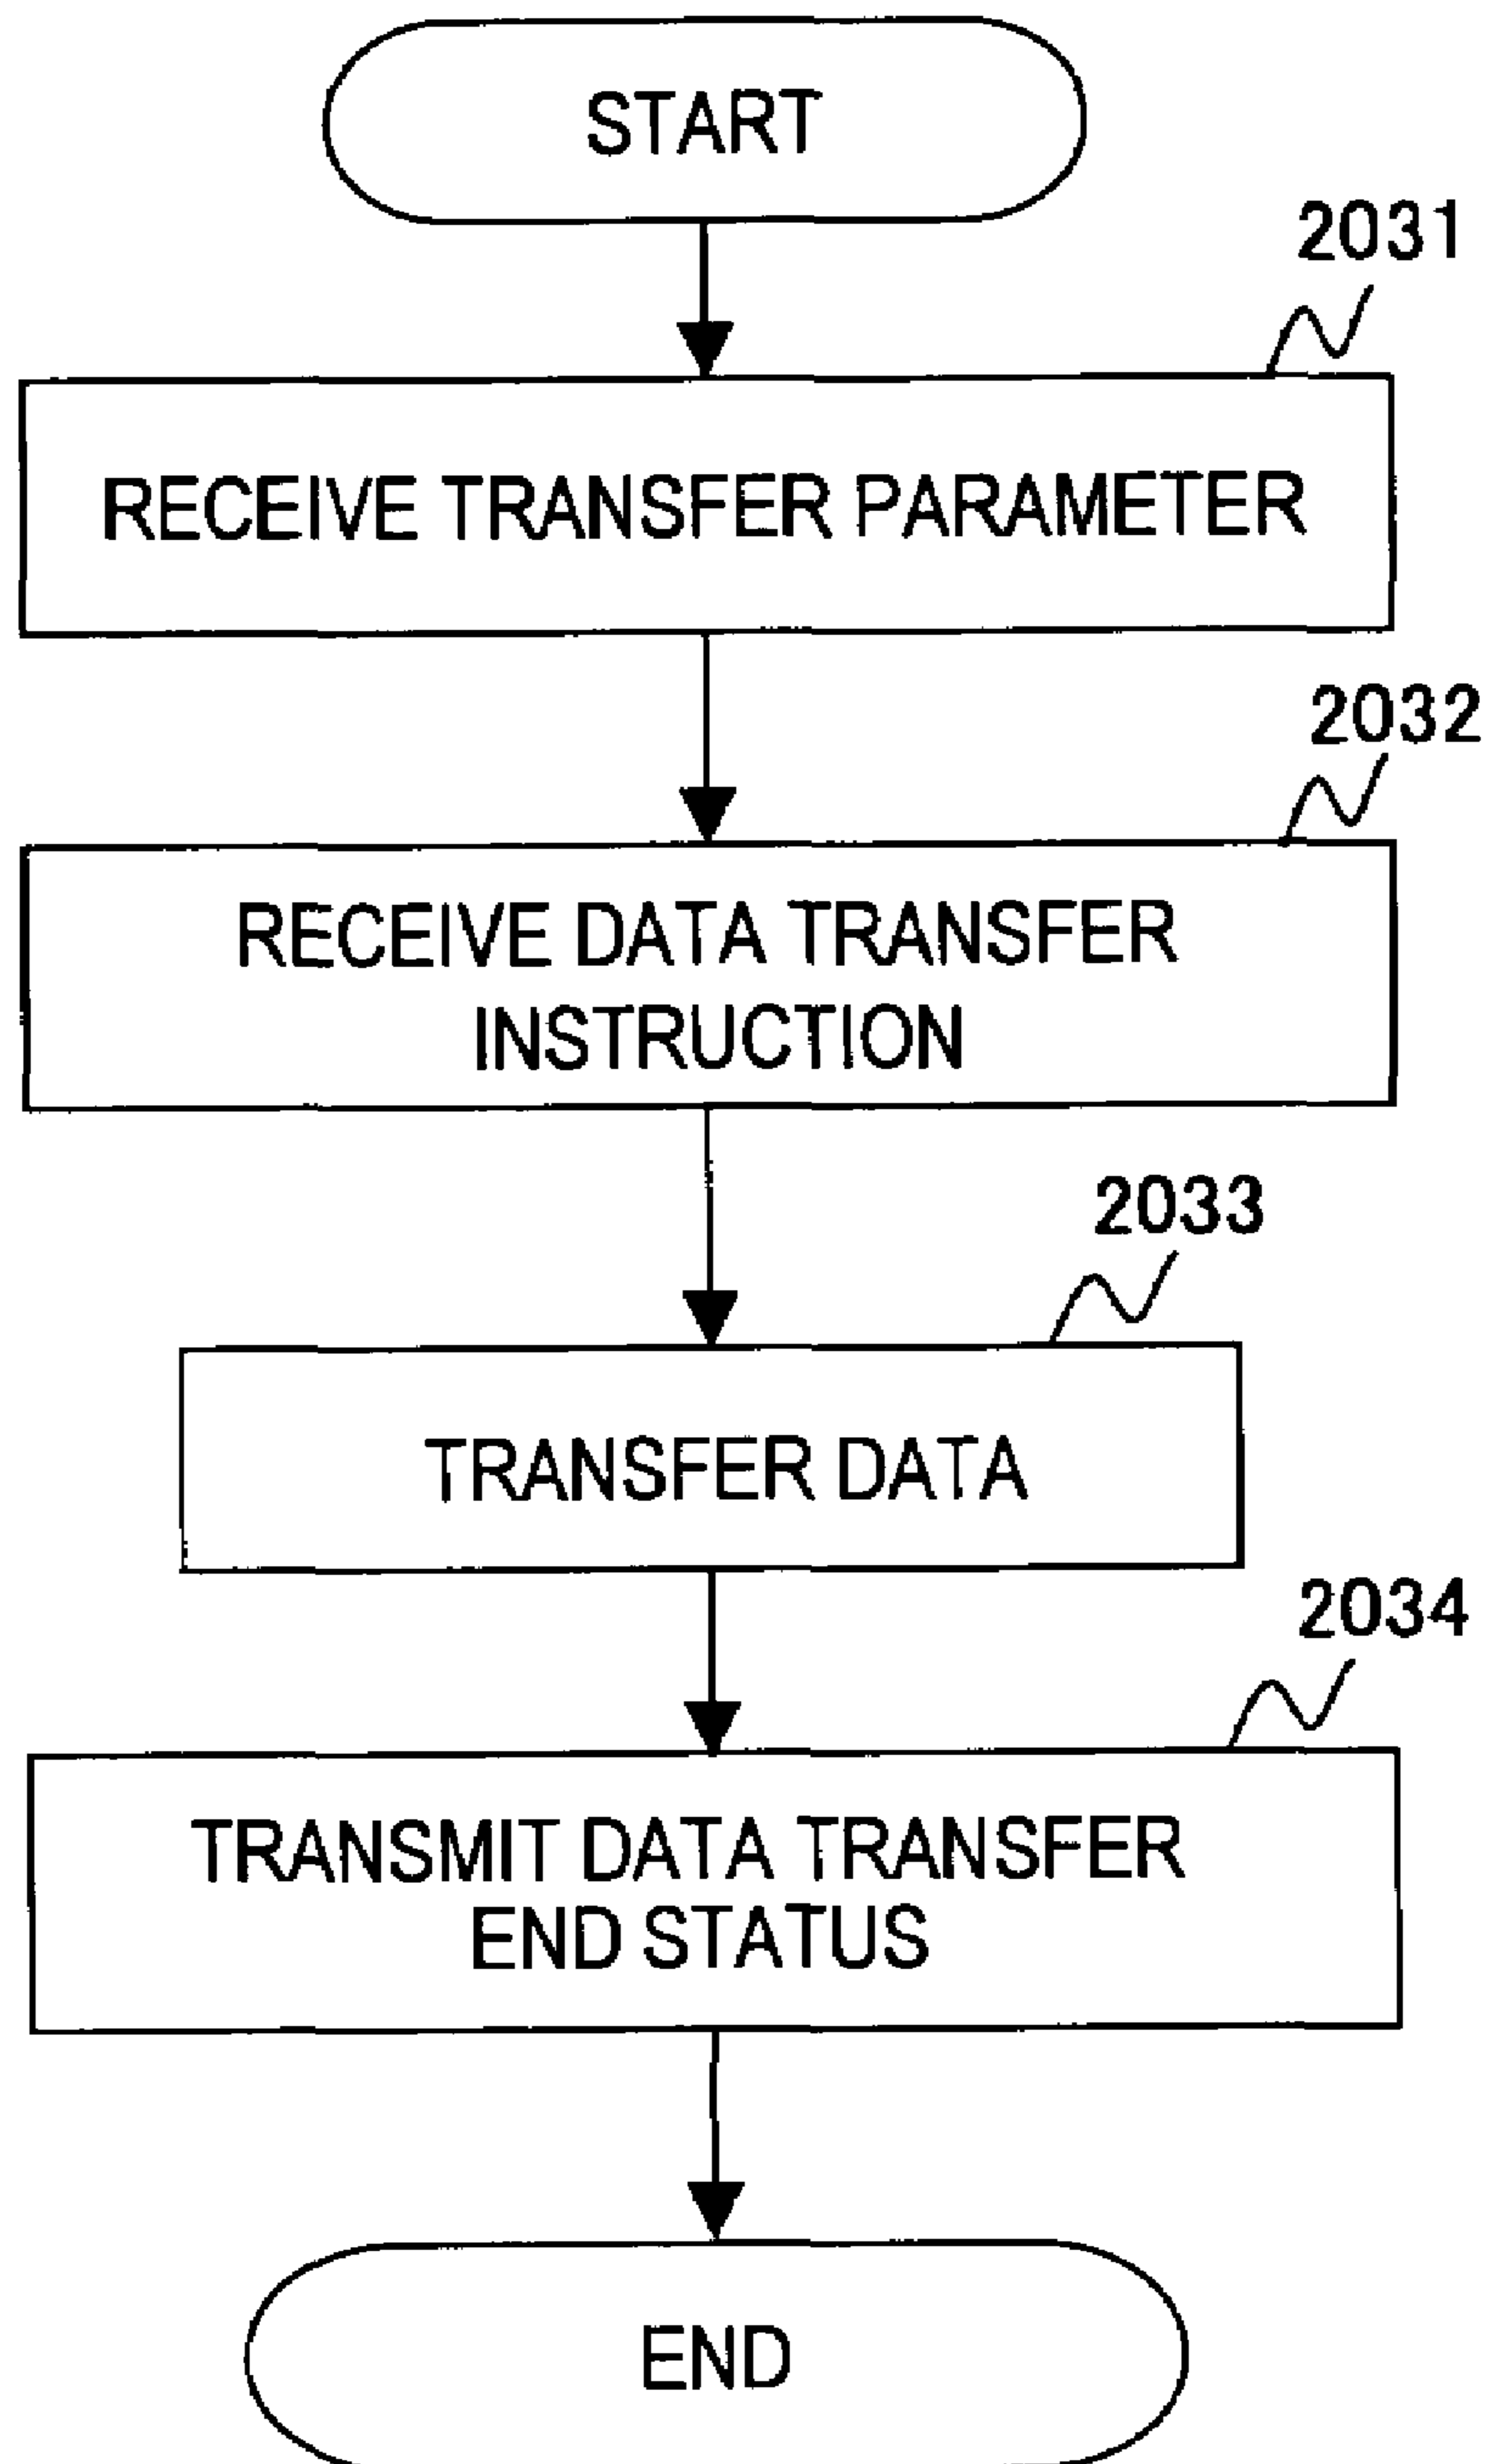 START
2031
RECEIVE TRANSFER PARAMETER
2032
RECEIVE DATA TRANSFER
INSTRUCTION
2033
TRANSFER DATA
2034
TRANSMIT DATA TRANSFER
END STATUS
END